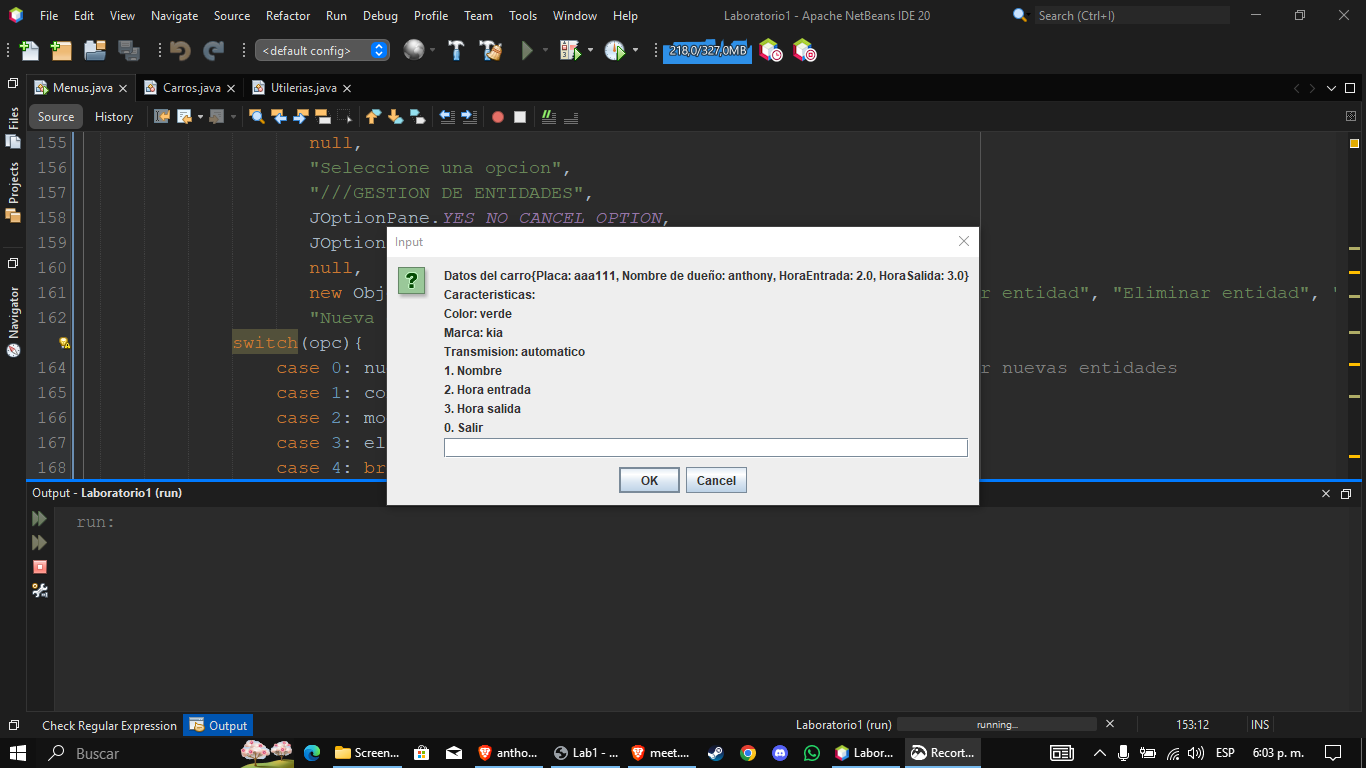 File Edit View Navigate Source Refactor Run Debug Profile Team Tools Window Help
Laboratorio1 - Apache NetBeans IDE 20
Search (Ctrl+I)
<default config>
218,0/327,0MB
Menus.java
Carros.java
Utilerias.java
Source
History
Files
Projects
Navigator
155 null,
156 "Seleccione una opcion",
157 "///GESTION DE ENTIDADES",
158 JOptionPane.YES_NO_CANCEL_OPTION,
159 JOption
160 null,
161 new Obj r entidad", "Eliminar entidad", "
162 "Nueva
switch(opc){
164 case 0: nu r nuevas entidades
165 case 1: co
166 case 2: mo
167 case 3: el
168 case 4: br
Input
Datos del carro{Placa: aaa111, Nombre de dueño: anthony, HoraEntrada: 2.0, HoraSalida: 3.0}
Caracteristicas:
Color: verde
Marca: kia
Transmision: automatico
1. Nombre
2. Hora entrada
3. Hora salida
0. Salir
OK
Cancel
Output - Laboratorio1 (run)
run:
Check Regular Expression
Output
Laboratorio1 (run)
running...
153:12
INS
Buscar
Screen...
antho...
Lab1 - ...
meet....
Labor...
Recort...
ESP
6:03 p. m.